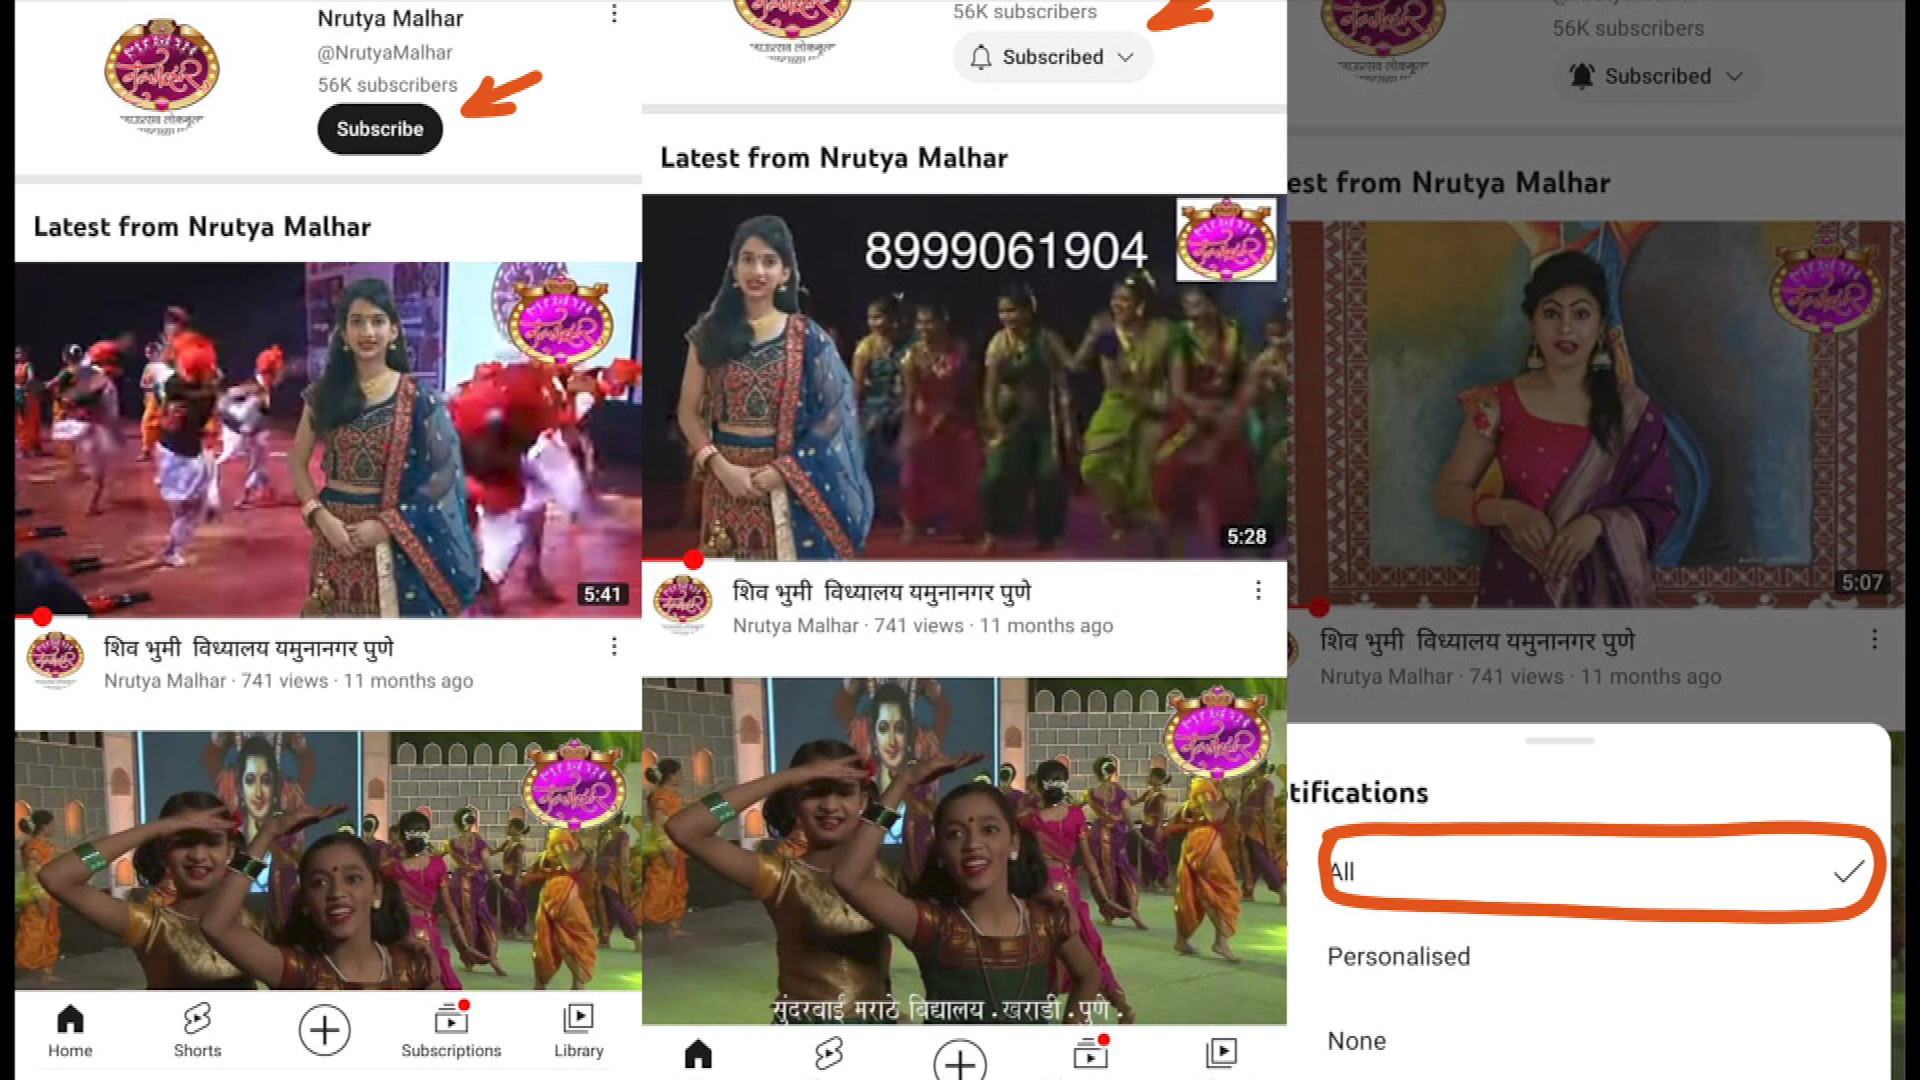 Nrutya Malhar
@NrutyaMalhar
56K subscribers
Subscribe
Latest from Nrutya Malhar
5:41
शिव भुमी विध्यालय यमुनानगर पुणे
Nrutya Malhar · 741 views · 11 months ago
Home
Shorts
Subscriptions
Library
56K subscribers
Subscribed
Latest from Nrutya Malhar
8999061904
5:28
शिव भुमी विध्यालय यमुनानगर पुणे
Nrutya Malhar · 741 views · 11 months ago
सुंदरबाई मराठे विद्यालय . खराडी . पुणे .
56K subscribers
Subscribed
est from Nrutya Malhar
5:07
शिव भुमी विध्यालय यमुनानगर पुणे
Nrutya Malhar · 741 views · 11 months ago
tifications
All
Personalised
None